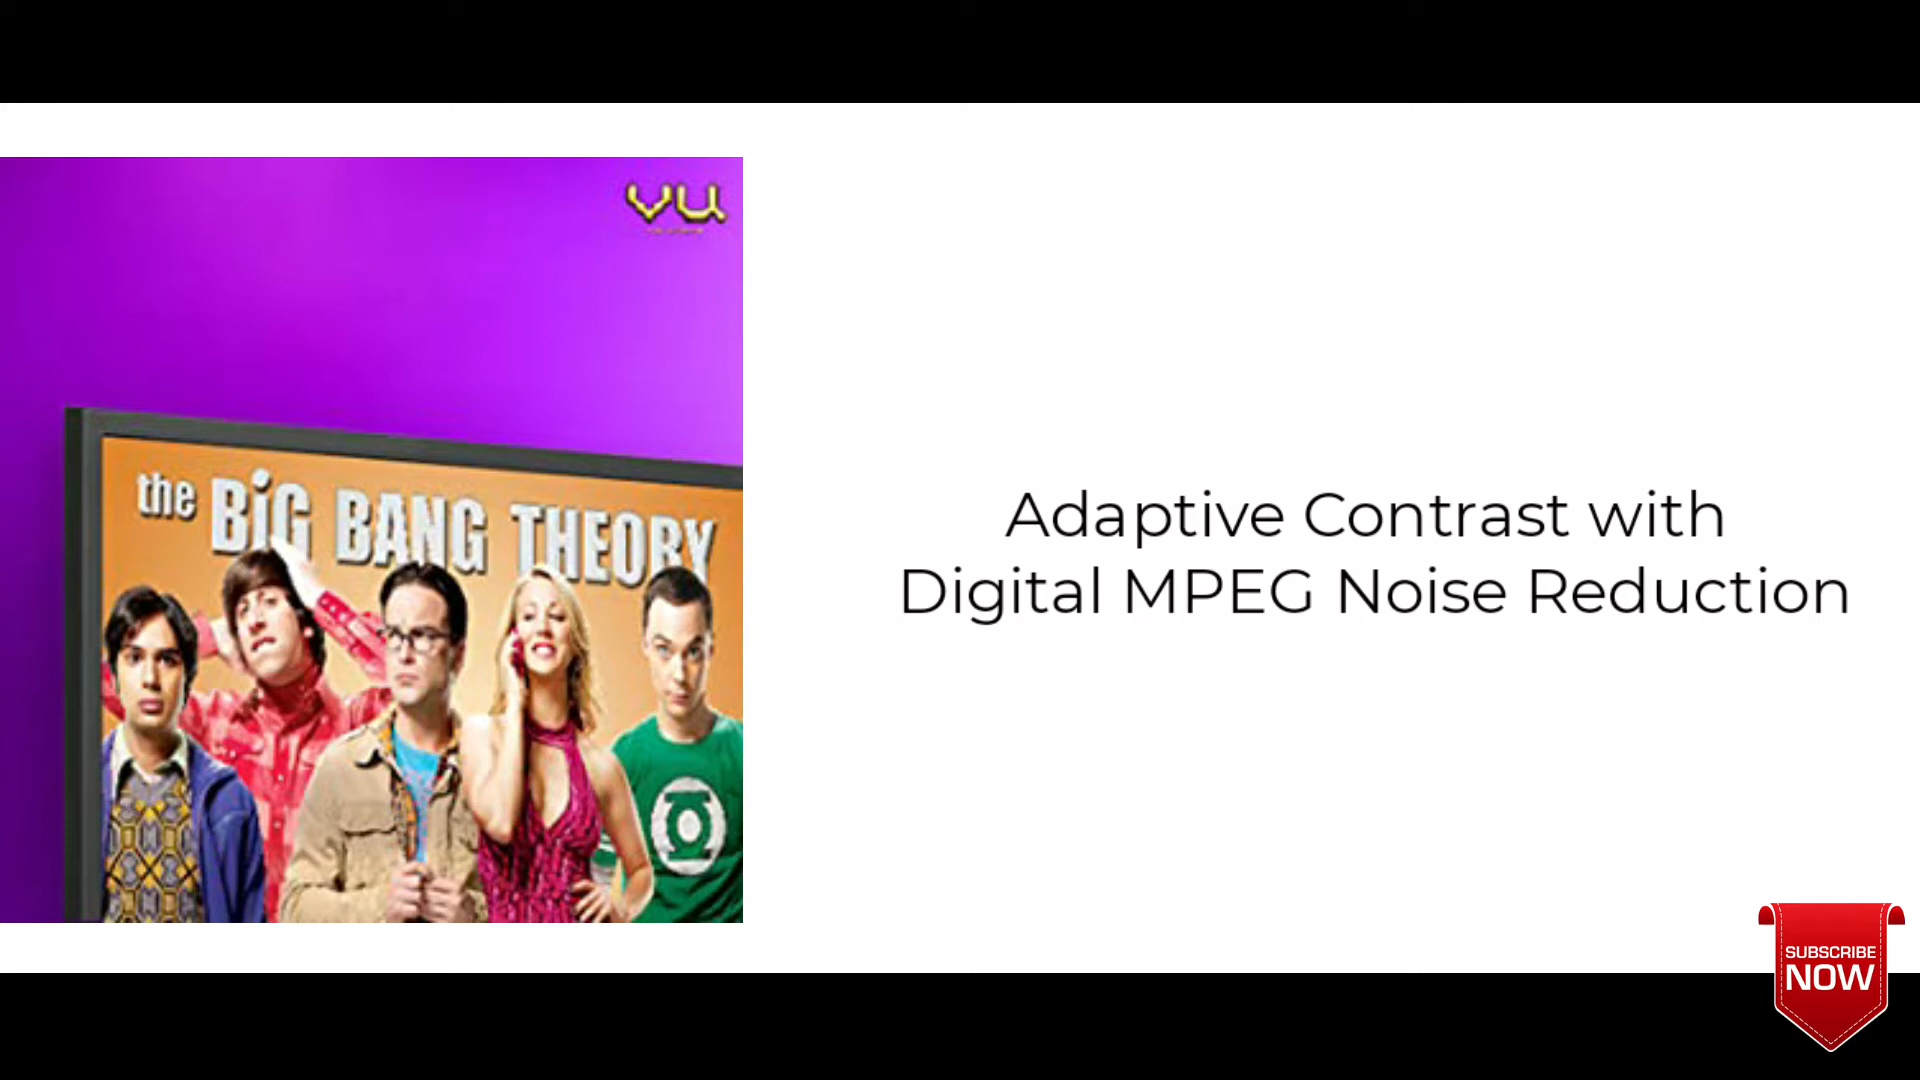 vu
the BiG BANG THEORY
Adaptive Contrast with
Digital MPEG Noise Reduction
SUBSCRIBE
NOW